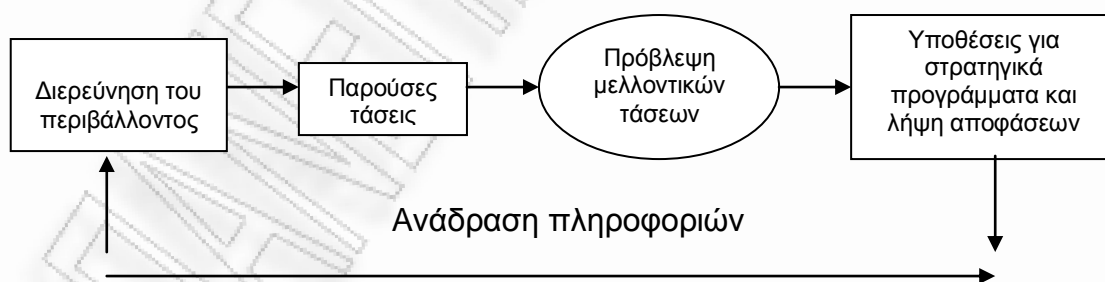 Διερεύνηση του
περιβάλλοντος
Παρούσες
τάσεις
Πρόβλεψη
μελλοντικών
τάσεων
Υποθέσεις για
στρατηγικά
προγράμματα και
λήψη αποφάσεων
Ανάδραση πληροφοριών